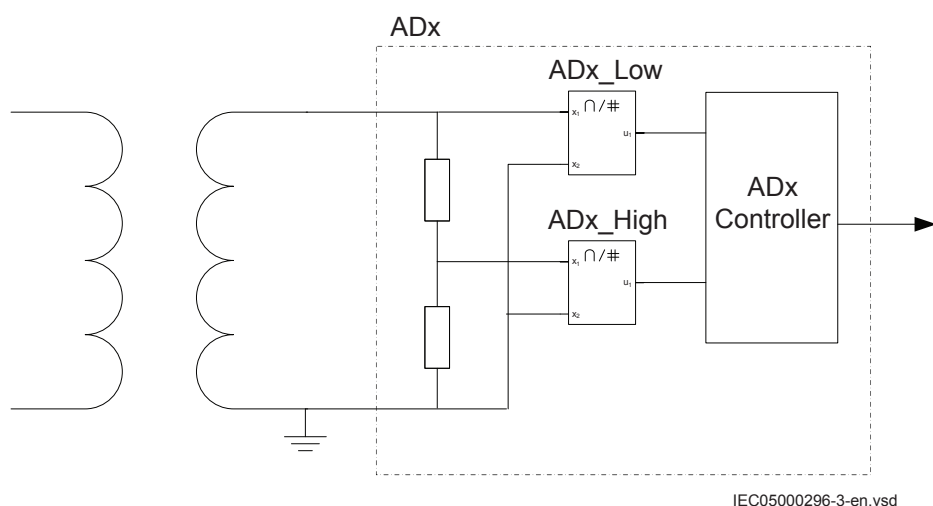 ADx
ADx_Low
x1
∩/#
u1
x2
ADx_High
x1
∩/#
u1
x2
ADx
Controller
IEC05000296-3-en.vsd